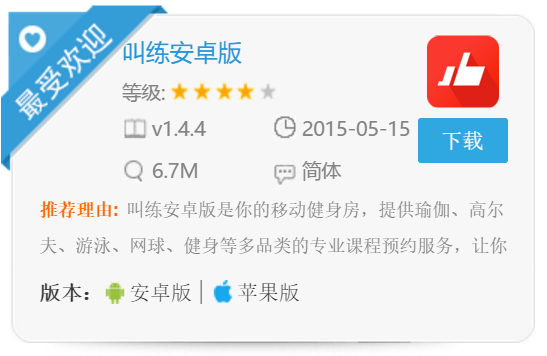 最受欢迎
叫练安卓版
等级:
v1.4.4 2015-05-15
下载
6.7M 简体
推荐理由: 叫练安卓版是你的移动健身房，提供瑜伽、高尔
夫、游泳、网球、健身等多品类的专业课程预约服务，让你
版本： 安卓版 | 苹果版